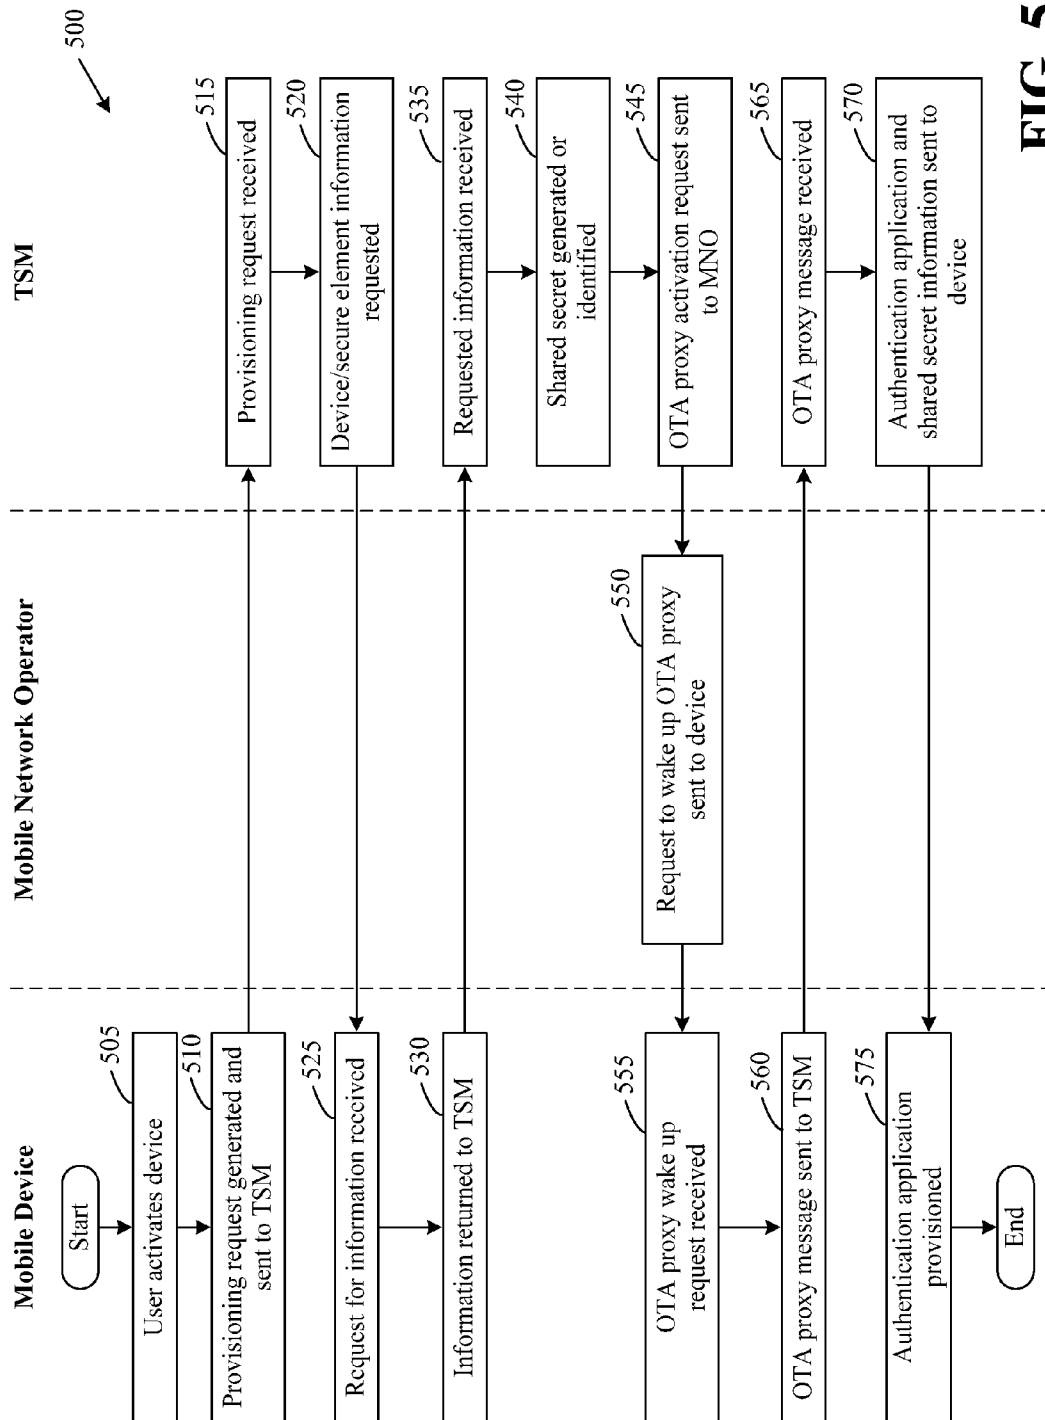 500
Mobile Device
Mobile Network Operator
TSM
Start
505
User activates device
510
Provisioning request generated and
sent to TSM
515
Provisioning request received
520
Device/secure element information
requested
525
Request for information received
530
Information returned to TSM
535
Requested information received
540
Shared secret generated or
identified
545
OTA proxy activation request sent
to MNO
550
Request to wake up OTA proxy
sent to device
555
OTA proxy wake up
request received
560
OTA proxy message sent to TSM
565
OTA proxy message received
570
Authentication application and
shared secret information sent to
device
575
Authentication application
provisioned
End
FIG. 5